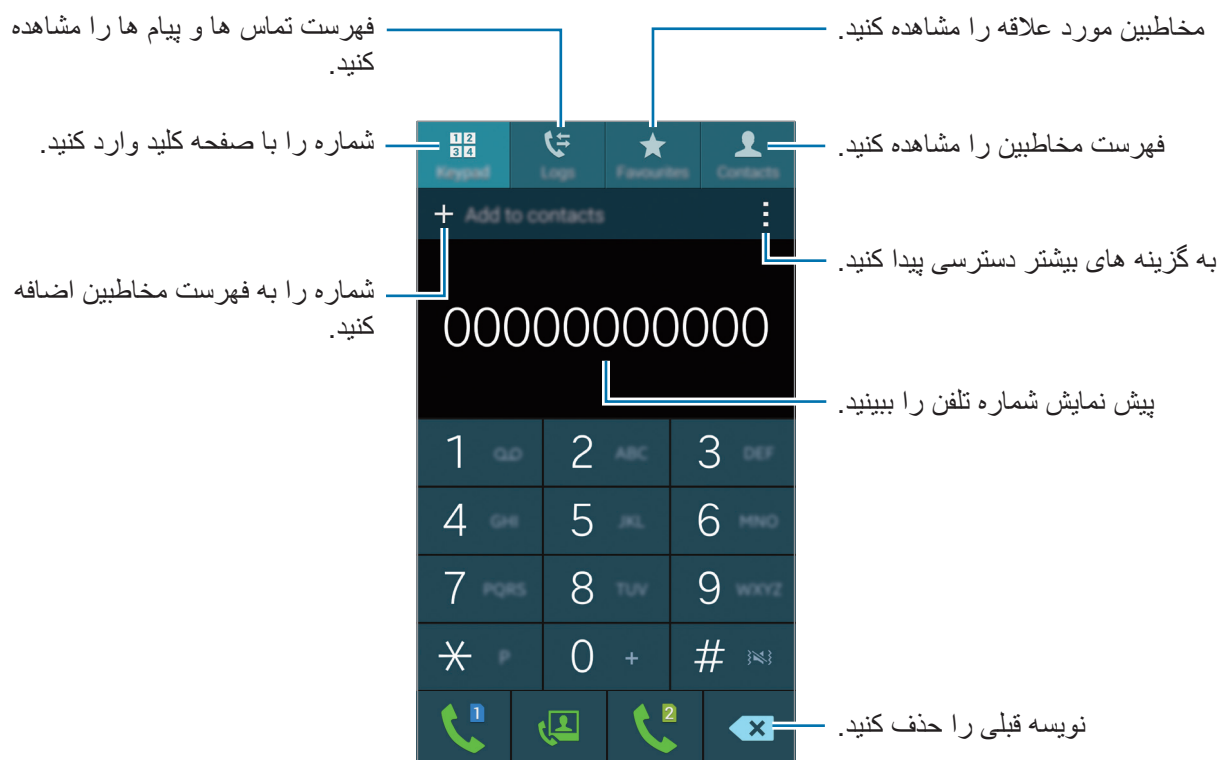 مخاطبین مورد علاقه را مشاهده کنید.
فهرست تماس ها و پیام ها را مشاهده
کنید.
فهرست مخاطبین را مشاهده کنید.
شماره را با صفحه کلید وارد کنید.
1 2
3 4
Keypad
Logs
Favourites
Contacts
+ Add to contacts
به گزینه های بیشتر دسترسی پیدا کنید.
شماره را به فهرست مخاطبین اضافه
کنید.
00000000000
پیش نمایش شماره تلفن را ببینید.
1 2 ABC 3 DEF
4 GHI 5 JKL 6 MNO
7 PQRS 8 TUV 9 WXYZ
* P 0 + #
1 2
نویسه قبلی را حذف کنید.